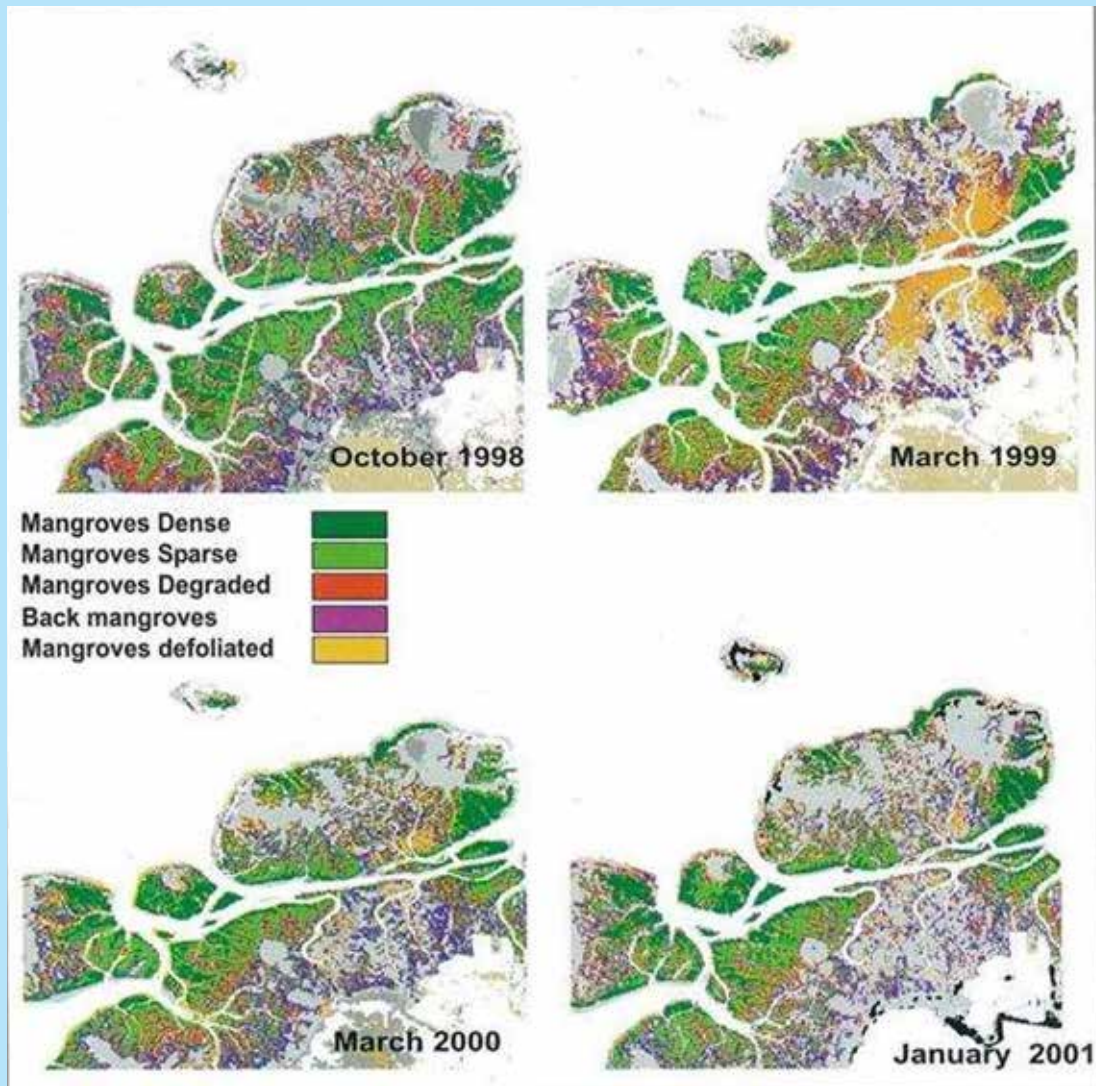 October 1998
March 1999
Mangroves Dense
Mangroves Sparse
Mangroves Degraded
Back mangroves
Mangroves defoliated
March 2000
January 2001